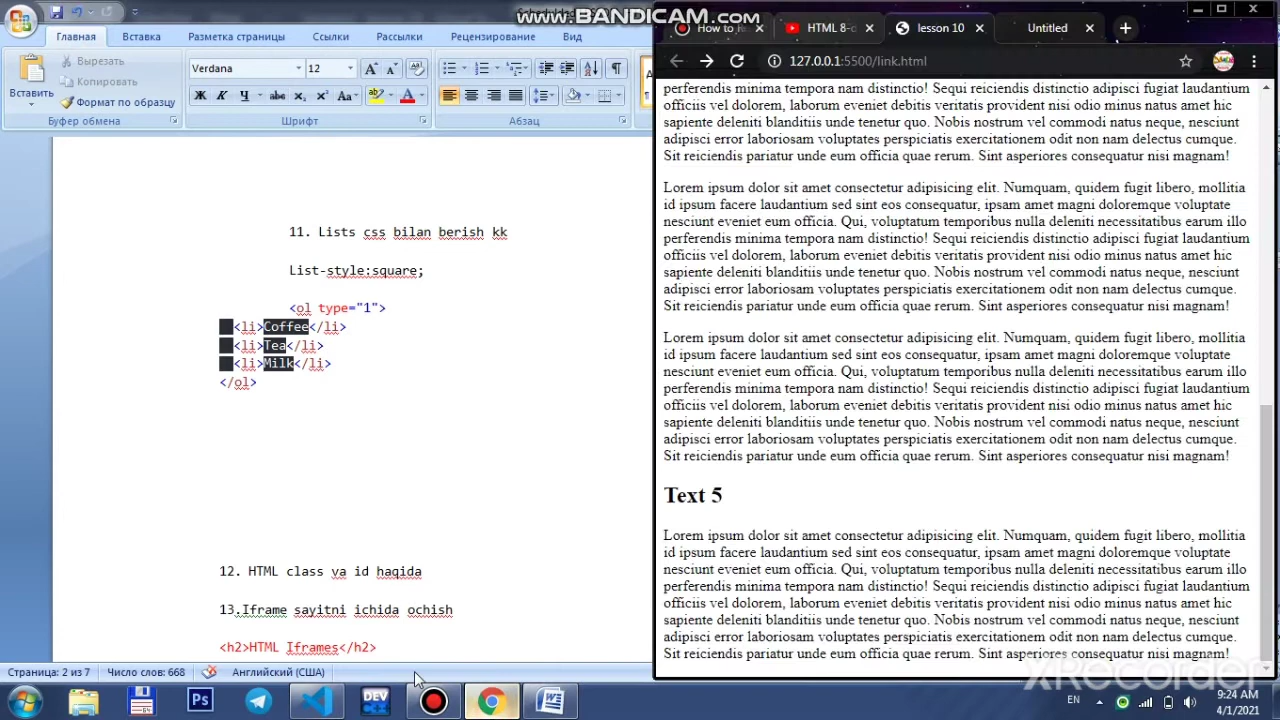 www.BANDICAM.com
Главная Вставка Разметка страницы Ссылки Рассылки Рецензирование Вид
Вставить
Вырезать
Копировать
Формат по образцу
Буфер обмена
Verdana 12
Ж К Ч abc x₂ x² Aa
Шрифт
Абзац
11. Lists css bilan berish kk
List-style:square;
<ol type="1">
<li>Coffee</li>
<li>Tea</li>
<li>Milk</li>
</ol>
12. HTML class va id haqida
13.Iframe sayitni ichida ochish
<h2>HTML Iframes</h2>
Страница: 2 из 7 Число слов: 668 Английский (США)
HTML 8-d lesson 10 Untitled
127.0.0.1:5500/link.html
perferendis minima tempora nam distinctio! Sequi reiciendis distinctio adipisci fugiat laudantium
officiis vel dolorem, laborum eveniet debitis veritatis provident nisi odio minus natus amet hic
sapiente deleniti blanditiis unde tenetur quo. Nobis nostrum vel commodi natus neque, nesciunt
adipisci error laboriosam voluptates perspiciatis exercitationem odit non nam delectus cumque.
Sit reiciendis pariatur unde eum officia quae rerum. Sint asperiores consequatur nisi magnam!
Lorem ipsum dolor sit amet consectetur adipisicing elit. Numquam, quidem fugit libero, mollitia
id ipsum facere laudantium sed sint eos consequatur, ipsam amet magni doloremque voluptate
nesciunt eveniet eum officia. Qui, voluptatum temporibus nulla deleniti necessitatibus earum illo
perferendis minima tempora nam distinctio! Sequi reiciendis distinctio adipisci fugiat laudantium
officiis vel dolorem, laborum eveniet debitis veritatis provident nisi odio minus natus amet hic
sapiente deleniti blanditiis unde tenetur quo. Nobis nostrum vel commodi natus neque, nesciunt
adipisci error laboriosam voluptates perspiciatis exercitationem odit non nam delectus cumque.
Sit reiciendis pariatur unde eum officia quae rerum. Sint asperiores consequatur nisi magnam!
Lorem ipsum dolor sit amet consectetur adipisicing elit. Numquam, quidem fugit libero, mollitia
id ipsum facere laudantium sed sint eos consequatur, ipsam amet magni doloremque voluptate
nesciunt eveniet eum officia. Qui, voluptatum temporibus nulla deleniti necessitatibus earum illo
perferendis minima tempora nam distinctio! Sequi reiciendis distinctio adipisci fugiat laudantium
officiis vel dolorem, laborum eveniet debitis veritatis provident nisi odio minus natus amet hic
sapiente deleniti blanditiis unde tenetur quo. Nobis nostrum vel commodi natus neque, nesciunt
adipisci error laboriosam voluptates perspiciatis exercitationem odit non nam delectus cumque.
Sit reiciendis pariatur unde eum officia quae rerum. Sint asperiores consequatur nisi magnam!
Text 5
Lorem ipsum dolor sit amet consectetur adipisicing elit. Numquam, quidem fugit libero, mollitia
id ipsum facere laudantium sed sint eos consequatur, ipsam amet magni doloremque voluptate
nesciunt eveniet eum officia. Qui, voluptatum temporibus nulla deleniti necessitatibus earum illo
perferendis minima tempora nam distinctio! Sequi reiciendis distinctio adipisci fugiat laudantium
officiis vel dolorem, laborum eveniet debitis veritatis provident nisi odio minus natus amet hic
sapiente deleniti blanditiis unde tenetur quo. Nobis nostrum vel commodi natus neque, nesciunt
adipisci error laboriosam voluptates perspiciatis exercitationem odit non nam delectus cumque.
Sit reiciendis pariatur unde eum officia quae rerum. Sint asperiores consequatur nisi magnam!
XRecorder
Ps DEV
EN 9:24 AM
4/1/2021